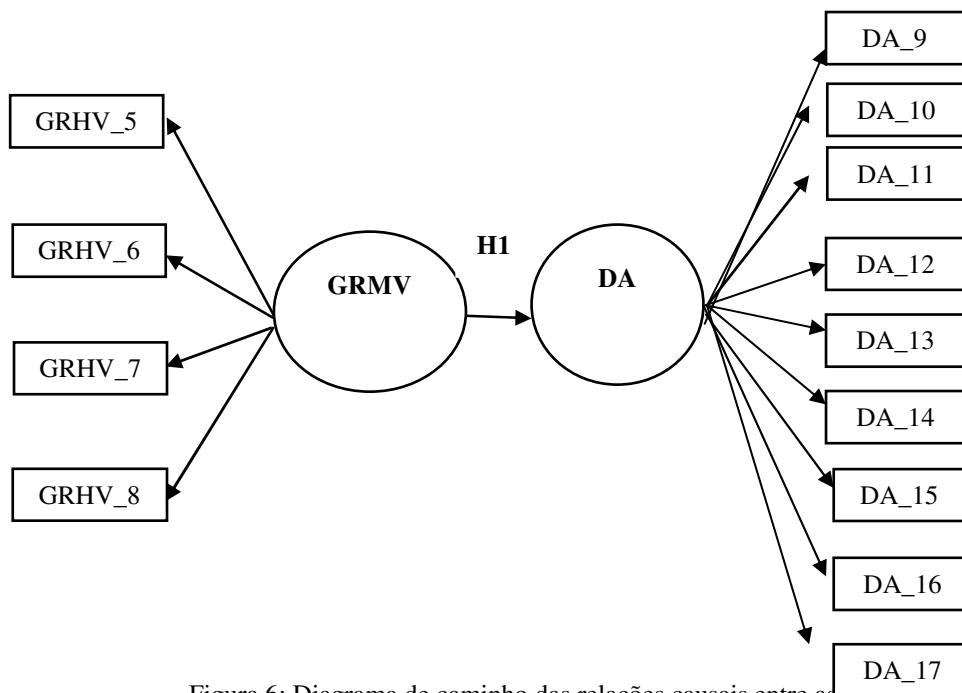 DA_9
GRHV_5
DA_10
DA_11
GRHV_6
H1
DA_12
GRMV
DA
DA_13
GRHV_7
DA_14
GRHV_8
DA_15
DA_16
DA_17
Figura 6: Diagrama de caminho das relações causais entre